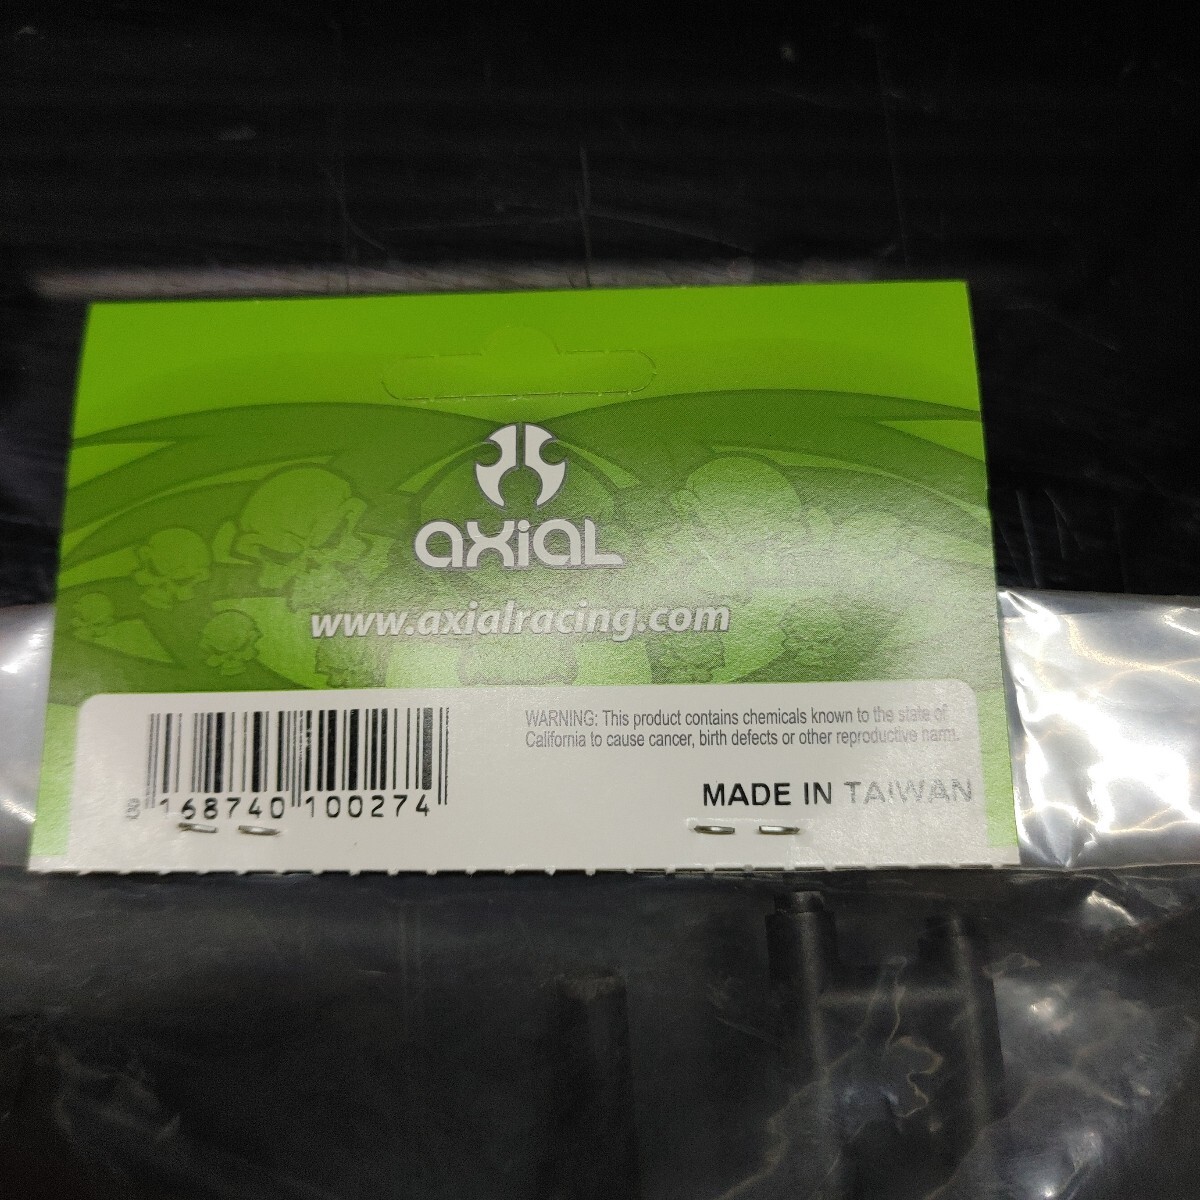 axiaL
www.axialracing.com
WARNING: This product contains chemicals known to the state of
California to cause cancer, birth defects or other reproductive harm.
MADE IN TAIWAN
8 168740 100274